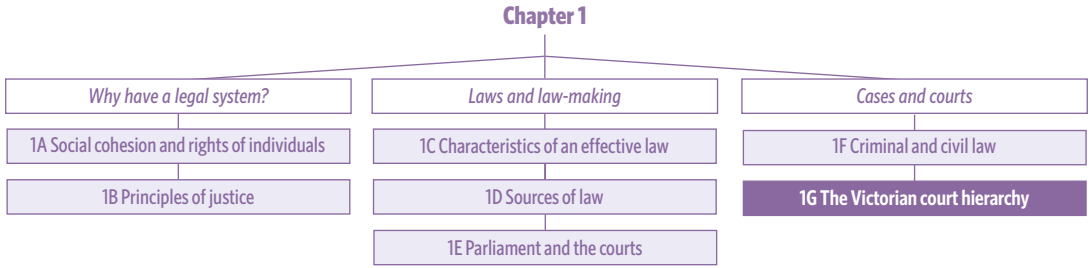 Chapter 1
Why have a legal system?
1A Social cohesion and rights of individuals
1B Principles of justice
Laws and law-making
1C Characteristics of an effective law
1D Sources of law
1E Parliament and the courts
Cases and courts
1F Criminal and civil law
1G The Victorian court hierarchy